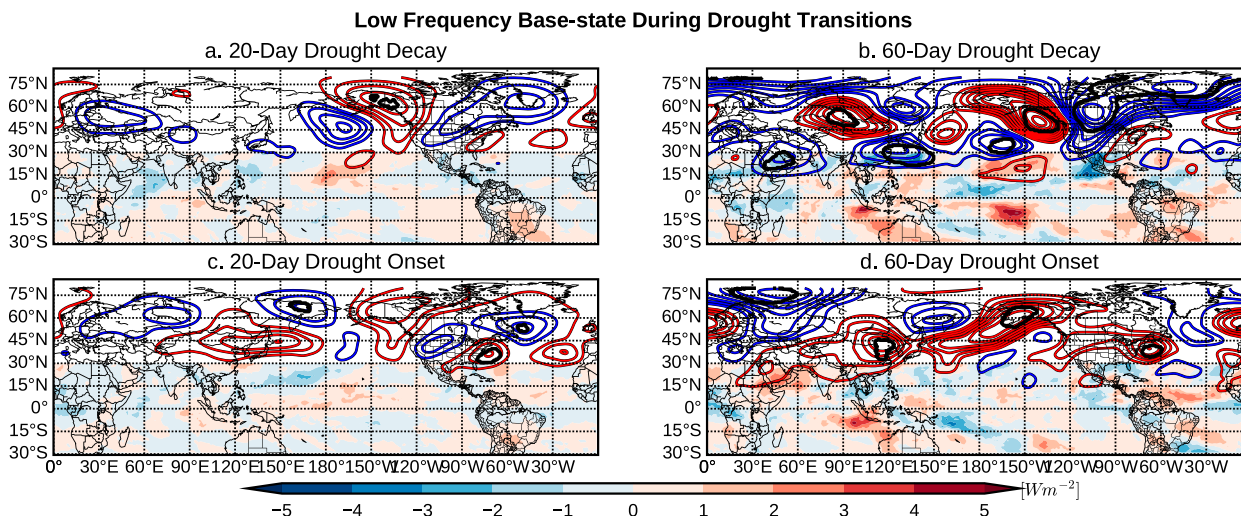 Low Frequency Base-state During Drought Transitions
a. 20-Day Drought Decay
b. 60-Day Drought Decay
75°N
60°N
45°N
30°N
15°N
0°
15°S
30°S
75°N
60°N
45°N
30°N
15°N
0°
15°S
30°S
c. 20-Day Drought Onset
d. 60-Day Drought Onset
75°N
60°N
45°N
30°N
15°N
0°
15°S
30°S
75°N
60°N
45°N
30°N
15°N
0°
15°S
30°S
0° 30°E 60°E 90°E 120°E 150°E 180° 150°W 120°W 90°W 60°W 30°W
0° 30°E 60°E 90°E 120°E 150°E 180° 150°W 120°W 90°W 60°W 30°W
−5 −4 −3 −2 −1 0 1 2 3 4 5
[Wm⁻²]